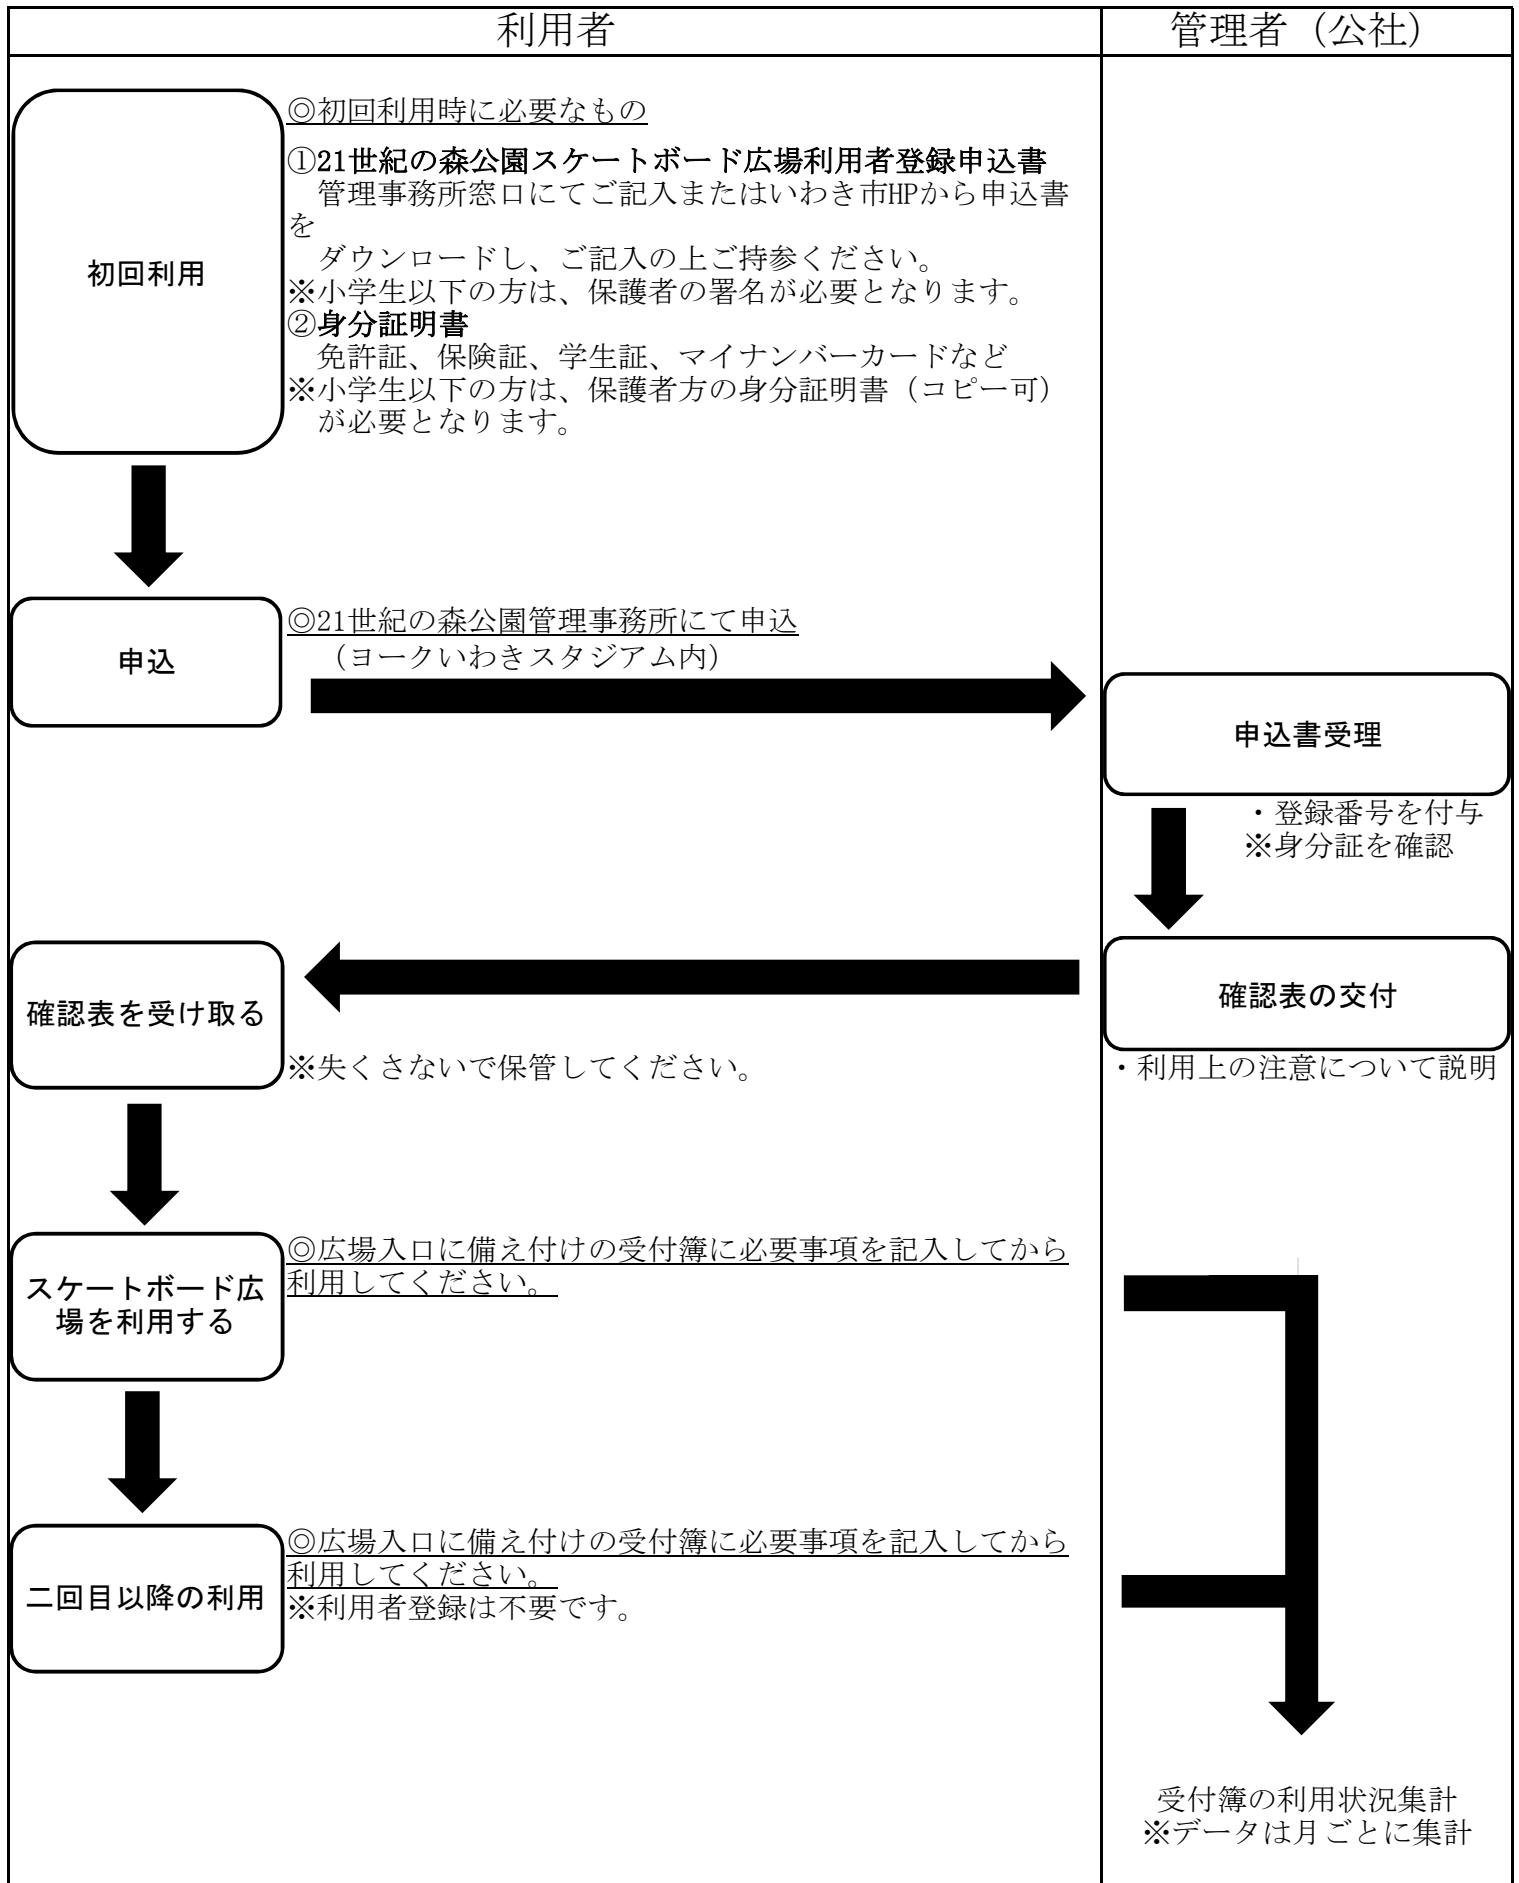 利用者
管理者（公社）
初回利用
◎初回利用時に必要なもの
①21世紀の森公園スケートボード広場利用者登録申込書
管理事務所窓口にてご記入またはいわき市HPから申込書
を
ダウンロードし、ご記入の上ご持参ください。
※小学生以下の方は、保護者の署名が必要となります。
②身分証明書
免許証、保険証、学生証、マイナンバーカードなど
※小学生以下の方は、保護者方の身分証明書（コピー可）
が必要となります。
申込
◎21世紀の森公園管理事務所にて申込
（ヨークいわきスタジアム内）
申込書受理
・登録番号を付与
※身分証を確認
確認表の交付
・利用上の注意について説明
確認表を受け取る
※失くさないで保管してください。
スケートボード広
場を利用する
◎広場入口に備え付けの受付簿に必要事項を記入してから
利用してください。
二回目以降の利用
◎広場入口に備え付けの受付簿に必要事項を記入してから
利用してください。
※利用者登録は不要です。
受付簿の利用状況集計
※データは月ごとに集計